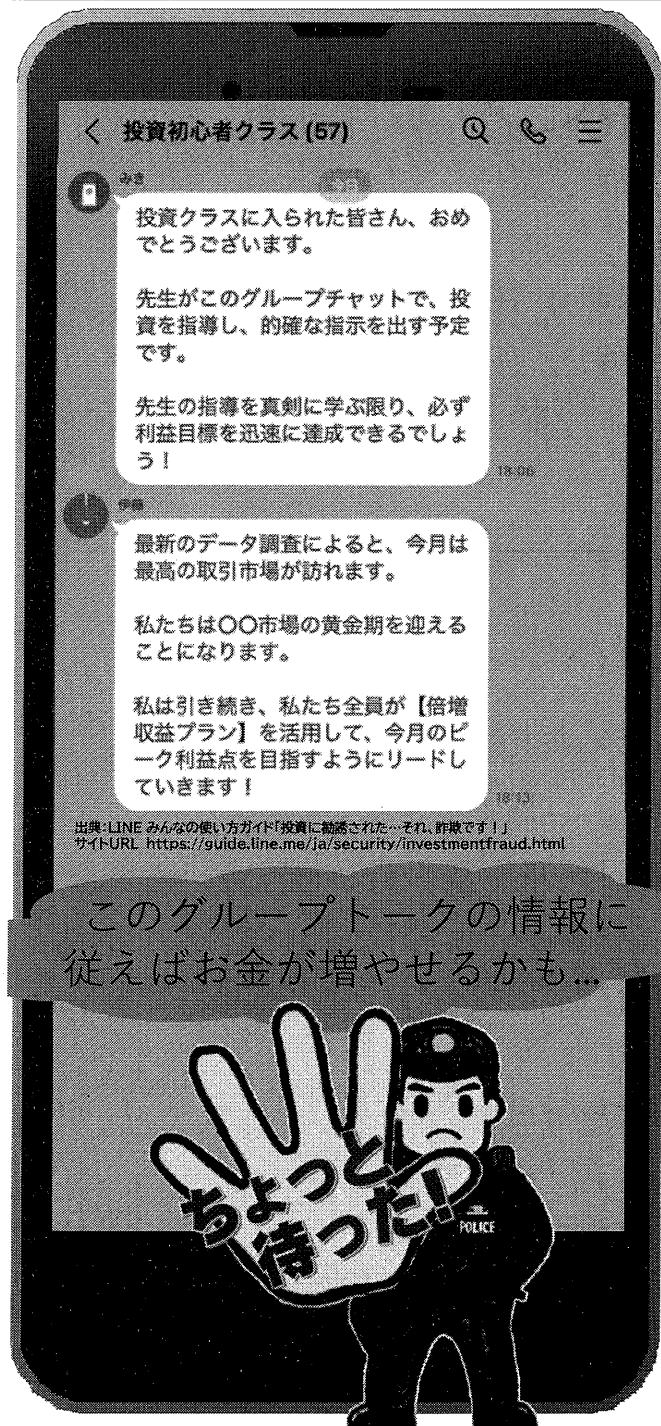 投資初心者クラス (57)
みき
今日
投資クラスに入られた皆さん、おめ
でとうございます。
先生がこのグループチャットで、投
資を指導し、的確な指示を出す予定
です。
先生の指導を真剣に学ぶ限り、必ず
利益目標を迅速に達成できるでしょ
う！
18:06
伊藤
最新のデータ調査によると、今月は
最高の取引市場が訪れます。
私たちは〇〇市場の黄金期を迎える
ことになります。
私は引き続き、私たち全員が【倍増
収益プラン】を活用して、今月のピ
ーク利益点を目指すようにリードし
ていきます！
18:13
出典：LINE みんなの使い方ガイド「投資に勧誘された…それ、詐欺です！」
サイトURL https://guide.line.me/ja/security/investmentfraud.html
このグループトークの情報に
従えばお金が増やせるかも…
ちょっと
待った！
POLICE